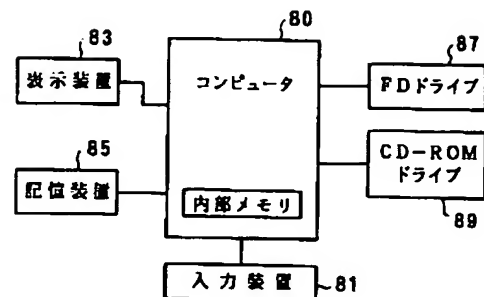 80
83
表示装置
コンピュータ
87
FDドライブ
85
記位装置
CD-ROM
ドライブ
89
内部メモリ
入力装置
81